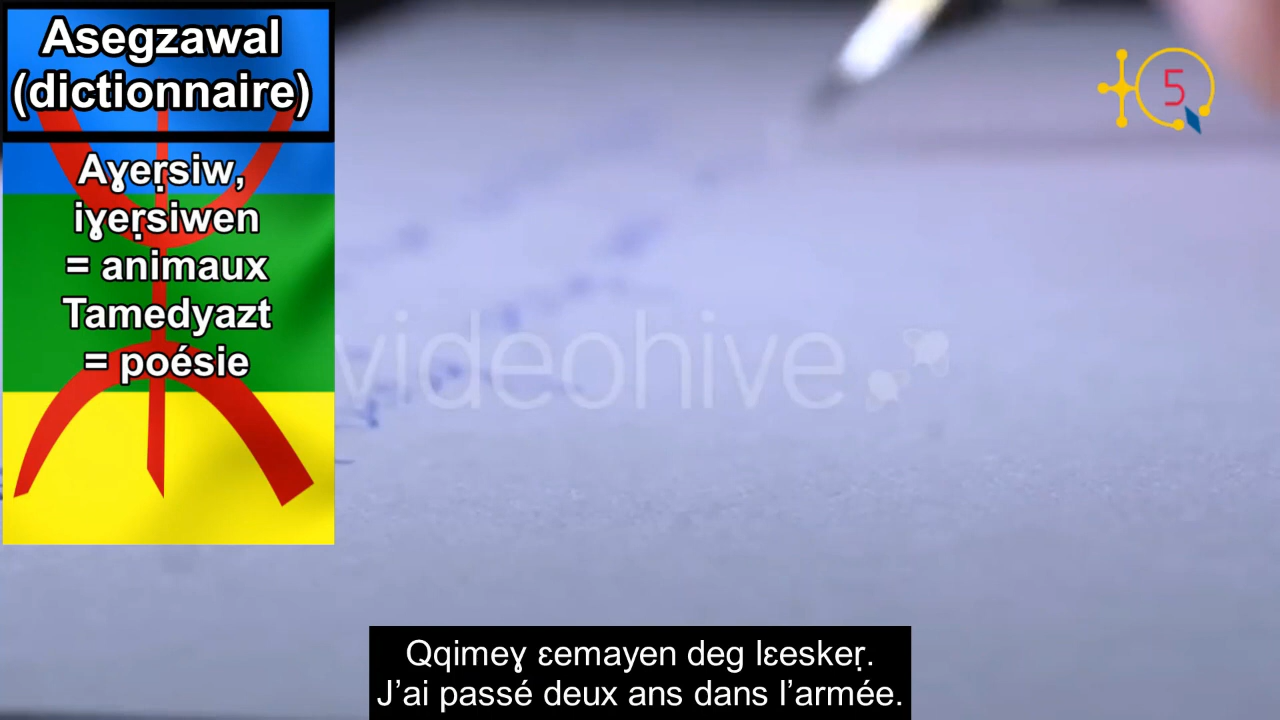 Asegzawal
(dictionnaire)
Aɣeṛsiw,
iɣeṛsiwen
= animaux
Tamedyazt
= poésie
5
videohive
Qqimeɣ ɛemayen deg lɛeskeṛ.
J’ai passé deux ans dans l’armée.